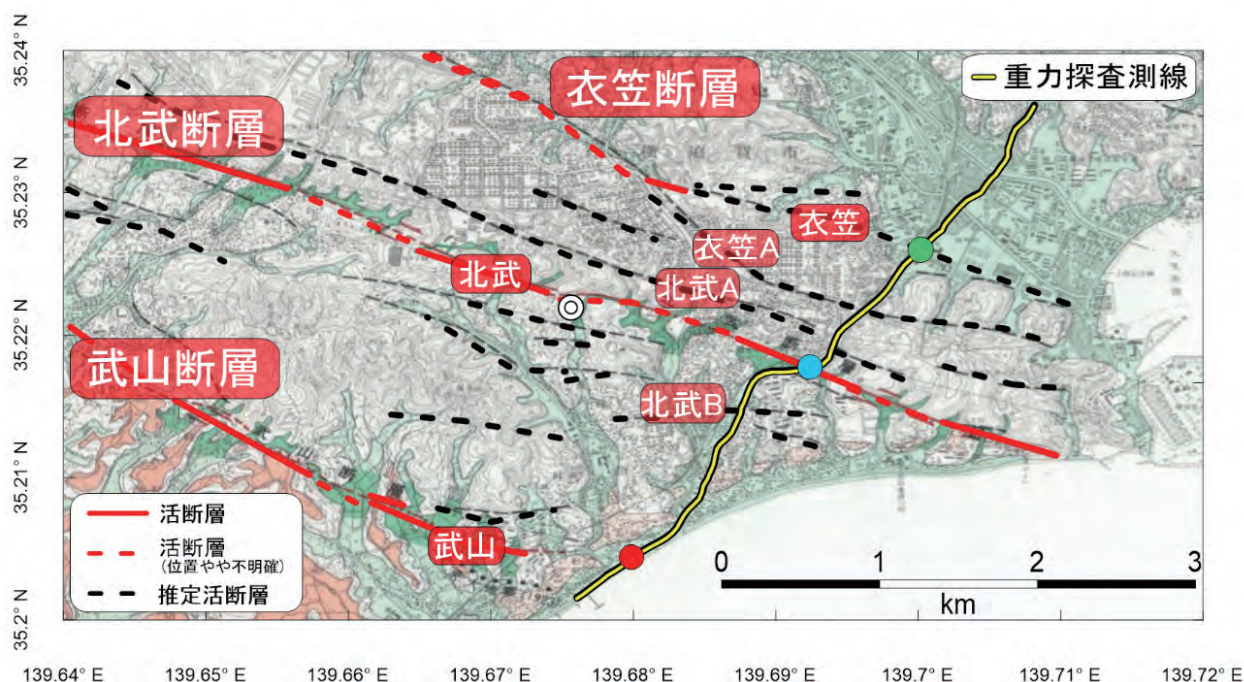 35.24° N
35.23° N
35.22° N
35.21° N
35.2° N
衣笠断層
重力探査測線
北武断層
衣笠
衣笠A
北武
北武A
武山断層
北武B
武山
活断層
活断層
(位置やや不明確)
推定活断層
0 1 2 3
km
139.64° E 139.65° E 139.66° E 139.67° E 139.68° E 139.69° E 139.7° E 139.71° E 139.72° E